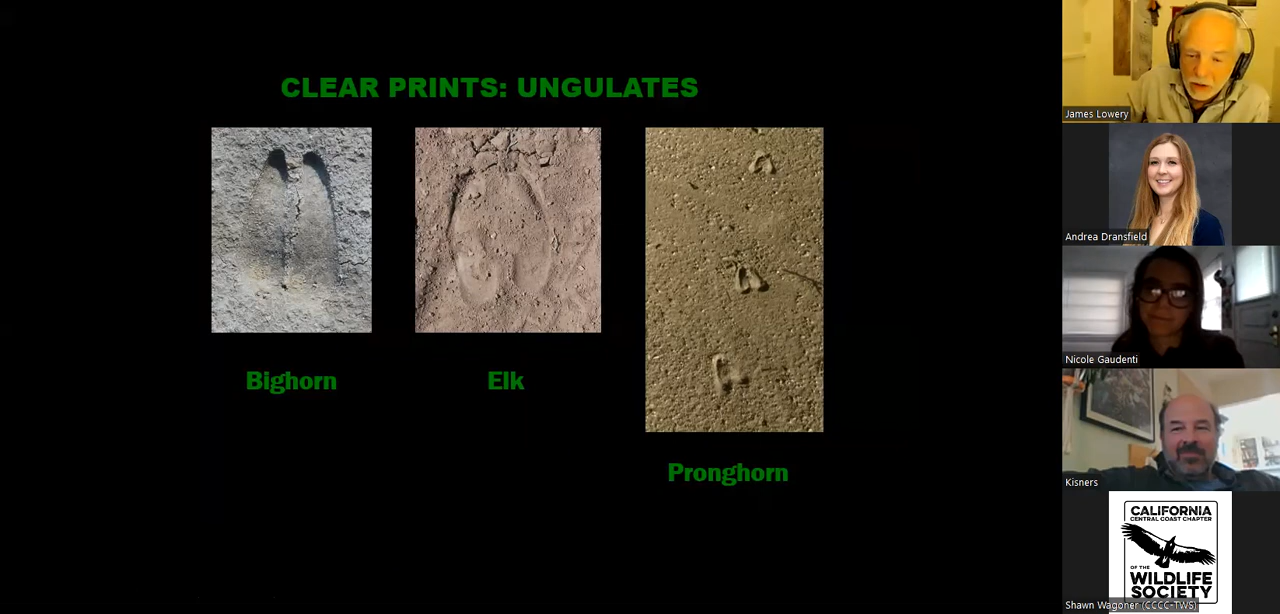 CLEAR PRINTS: UNGULATES
Bighorn
Elk
Pronghorn
James Lowery
Andrea Dransfield
Nicole Gaudenti
Kisners
CALIFORNIA
CENTRAL COAST CHAPTER
OF THE
WILDLIFE
SOCIETY
Shawn Wagoner (CCCC-TWS)